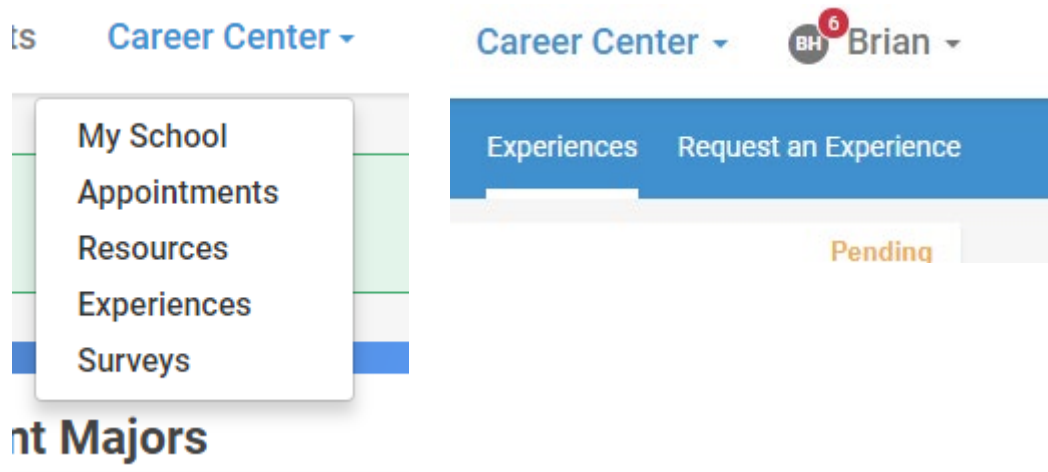 ts Career Center
My School
Appointments
Resources
Experiences
Surveys
nt Majors
Career Center BH 6 Brian
Experiences Request an Experience
Pending